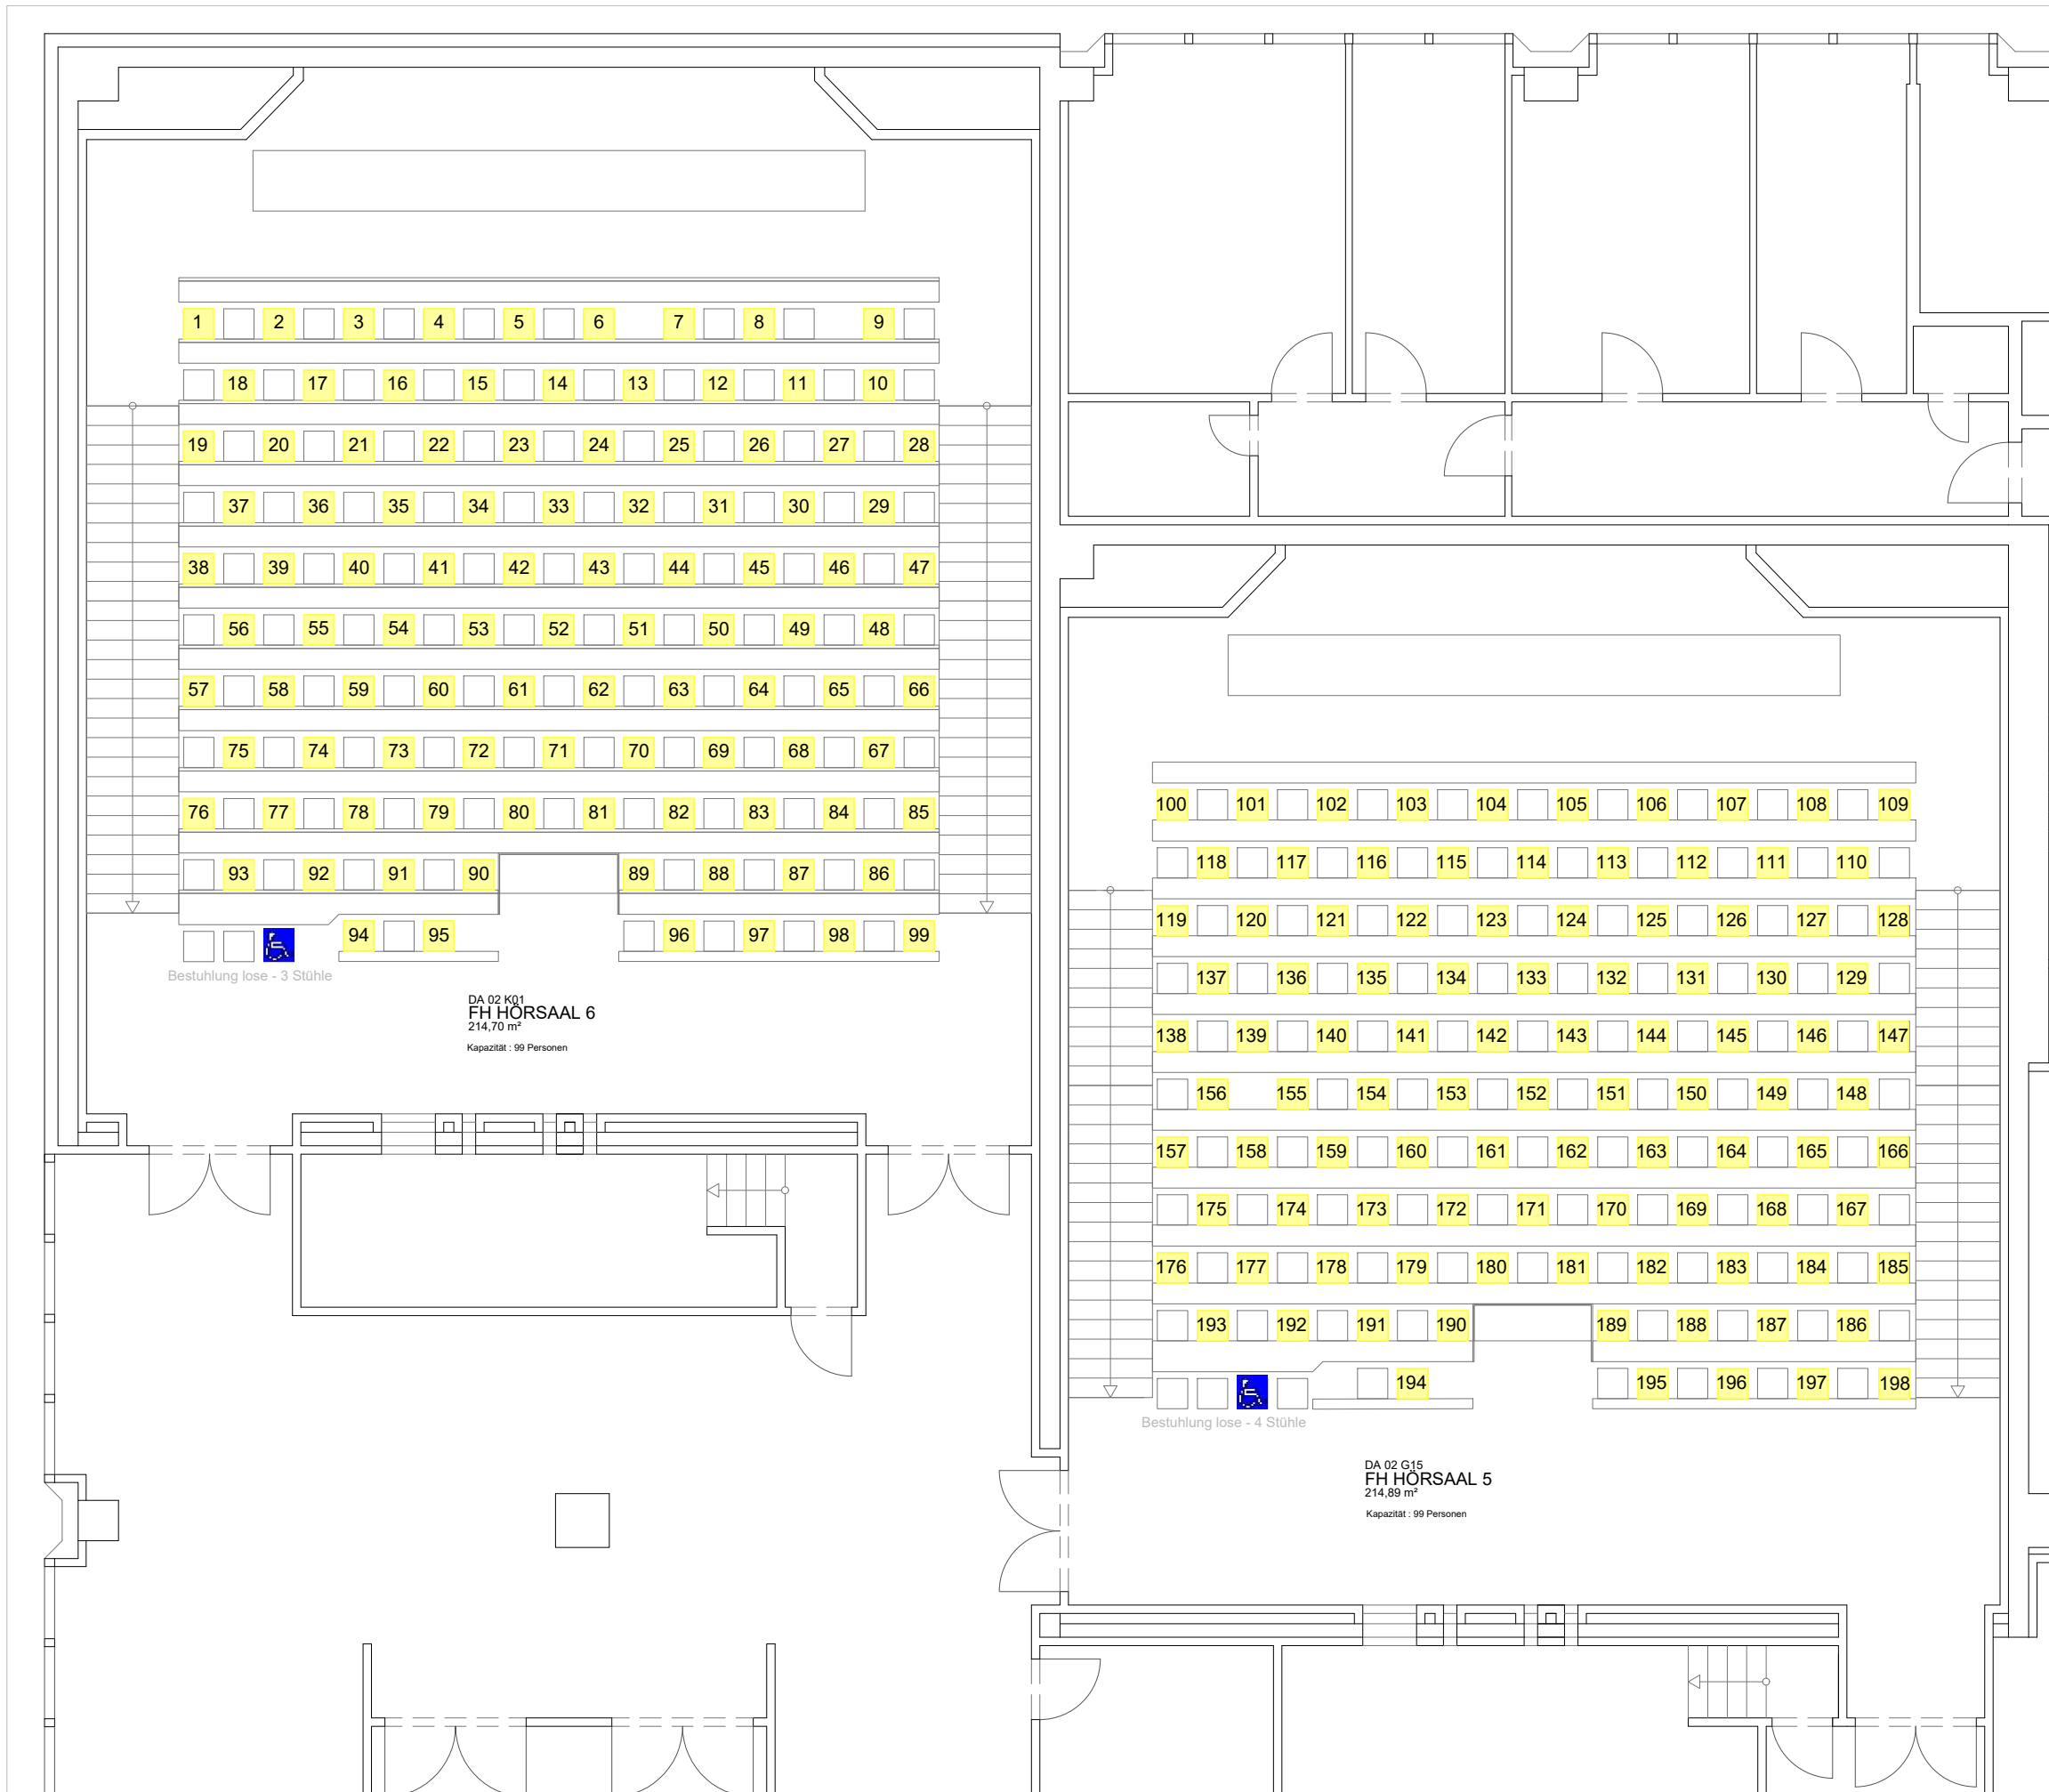 1 2 3 4 5 6 7 8 9
18 17 16 15 14 13 12 11 10
19 20 21 22 23 24 25 26 27 28
37 36 35 34 33 32 31 30 29
38 39 40 41 42 43 44 45 46 47
56 55 54 53 52 51 50 49 48
57 58 59 60 61 62 63 64 65 66
75 74 73 72 71 70 69 68 67
76 77 78 79 80 81 82 83 84 85
93 92 91 90 89 88 87 86
94 95 96 97 98 99
Bestuhlung lose - 3 Stühle
DA 02 K01
FH HÖRSAAL 6
214,70 m²
Kapazität : 99 Personen
100 101 102 103 104 105 106 107 108 109
118 117 116 115 114 113 112 111 110
119 120 121 122 123 124 125 126 127 128
137 136 135 134 133 132 131 130 129
138 139 140 141 142 143 144 145 146 147
156 155 154 153 152 151 150 149 148
157 158 159 160 161 162 163 164 165 166
175 174 173 172 171 170 169 168 167
176 177 178 179 180 181 182 183 184 185
193 192 191 190 189 188 187 186
194 195 196 197 198
Bestuhlung lose - 4 Stühle
DA 02 G15
FH HÖRSAAL 5
214,89 m²
Kapazität : 99 Personen